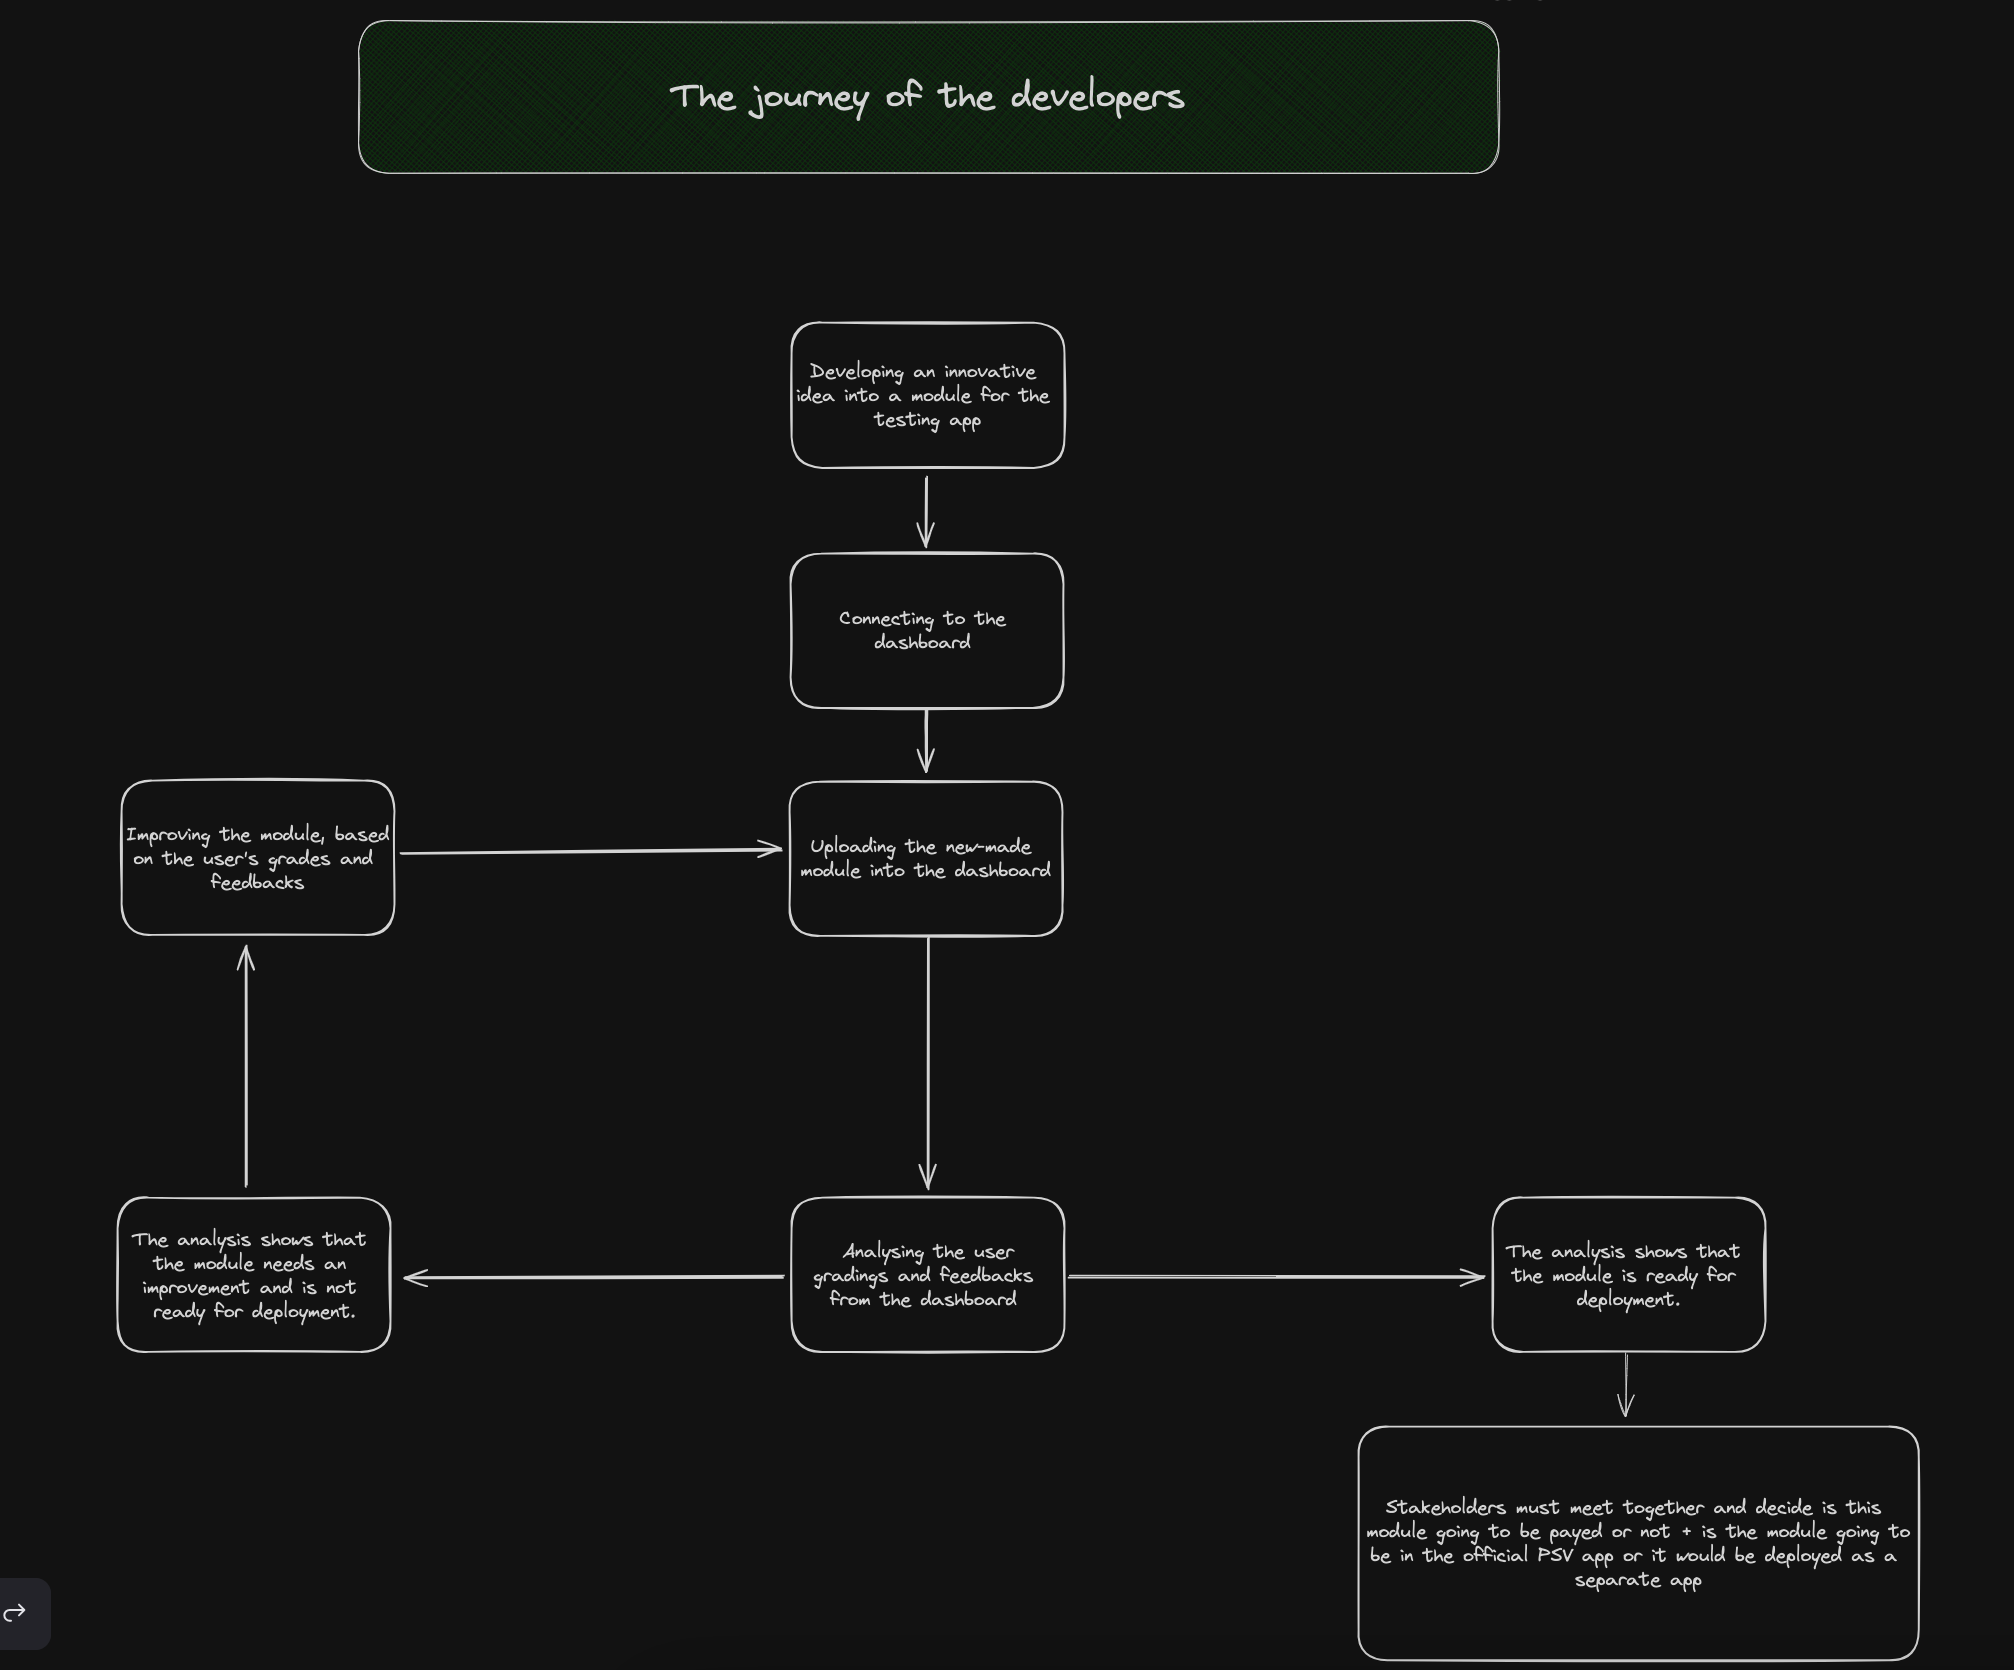 The journey of the developers
Developing an innovative
idea into a module for the
testing app
Connecting to the
dashboard
Improving the module, based
on the user's grades and
feedbacks
Uploading the new-made
module into the dashboard
The analysis shows that
the module needs an
improvement and is not
ready for deployment.
Analysing the user
gradings and feedbacks
from the dashboard
The analysis shows that
the module is ready for
deployment.
Stakeholders must meet together and decide is this
module going to be payed or not + is the module going to
be in the official PSV app or it would be deployed as a
separate app